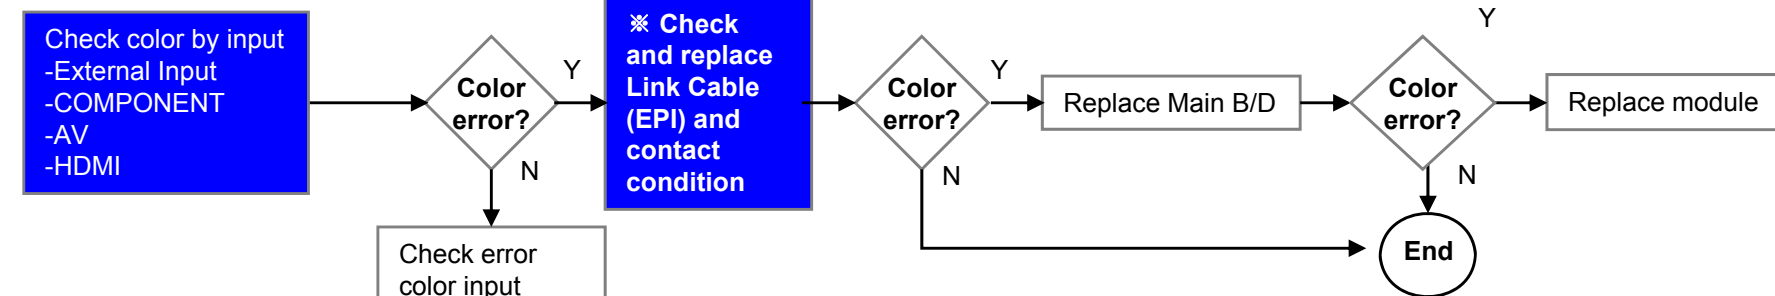 Check color by input
-External Input
-COMPONENT
-AV
-HDMI
Color
error?
Y
N
Check error
color input
※ Check
and replace
Link Cable
(EPI) and
contact
condition
Color
error?
Y
N
Replace Main B/D
Color
error?
Y
N
Replace module
End